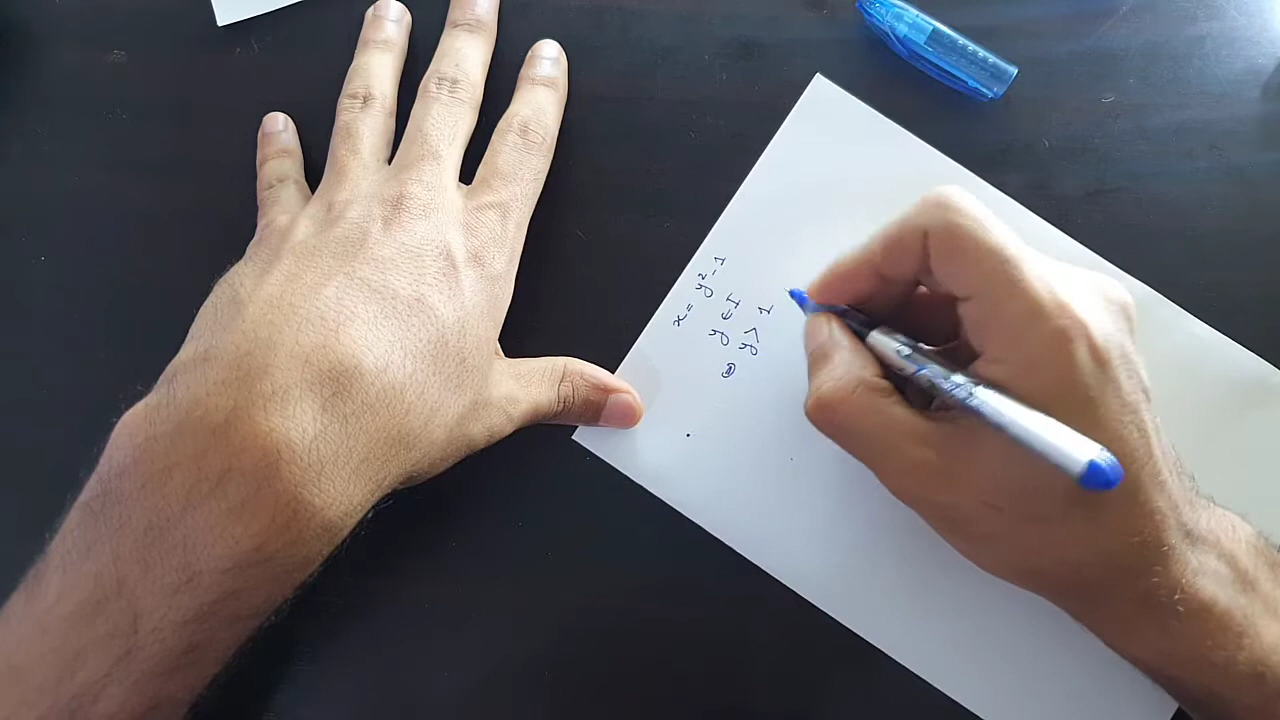 x = y² - 1
y ∈ I
y > 1